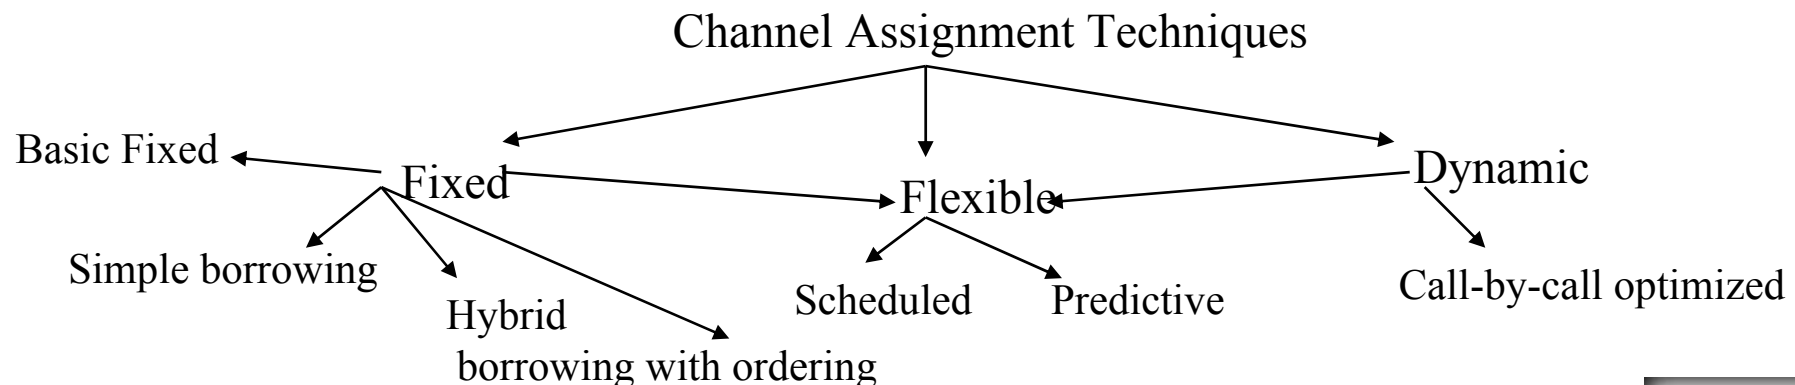 Channel Assignment Techniques
Basic Fixed
Fixed
Flexible
Dynamic
Simple borrowing
Hybrid
borrowing with ordering
Scheduled
Predictive
Call-by-call optimized